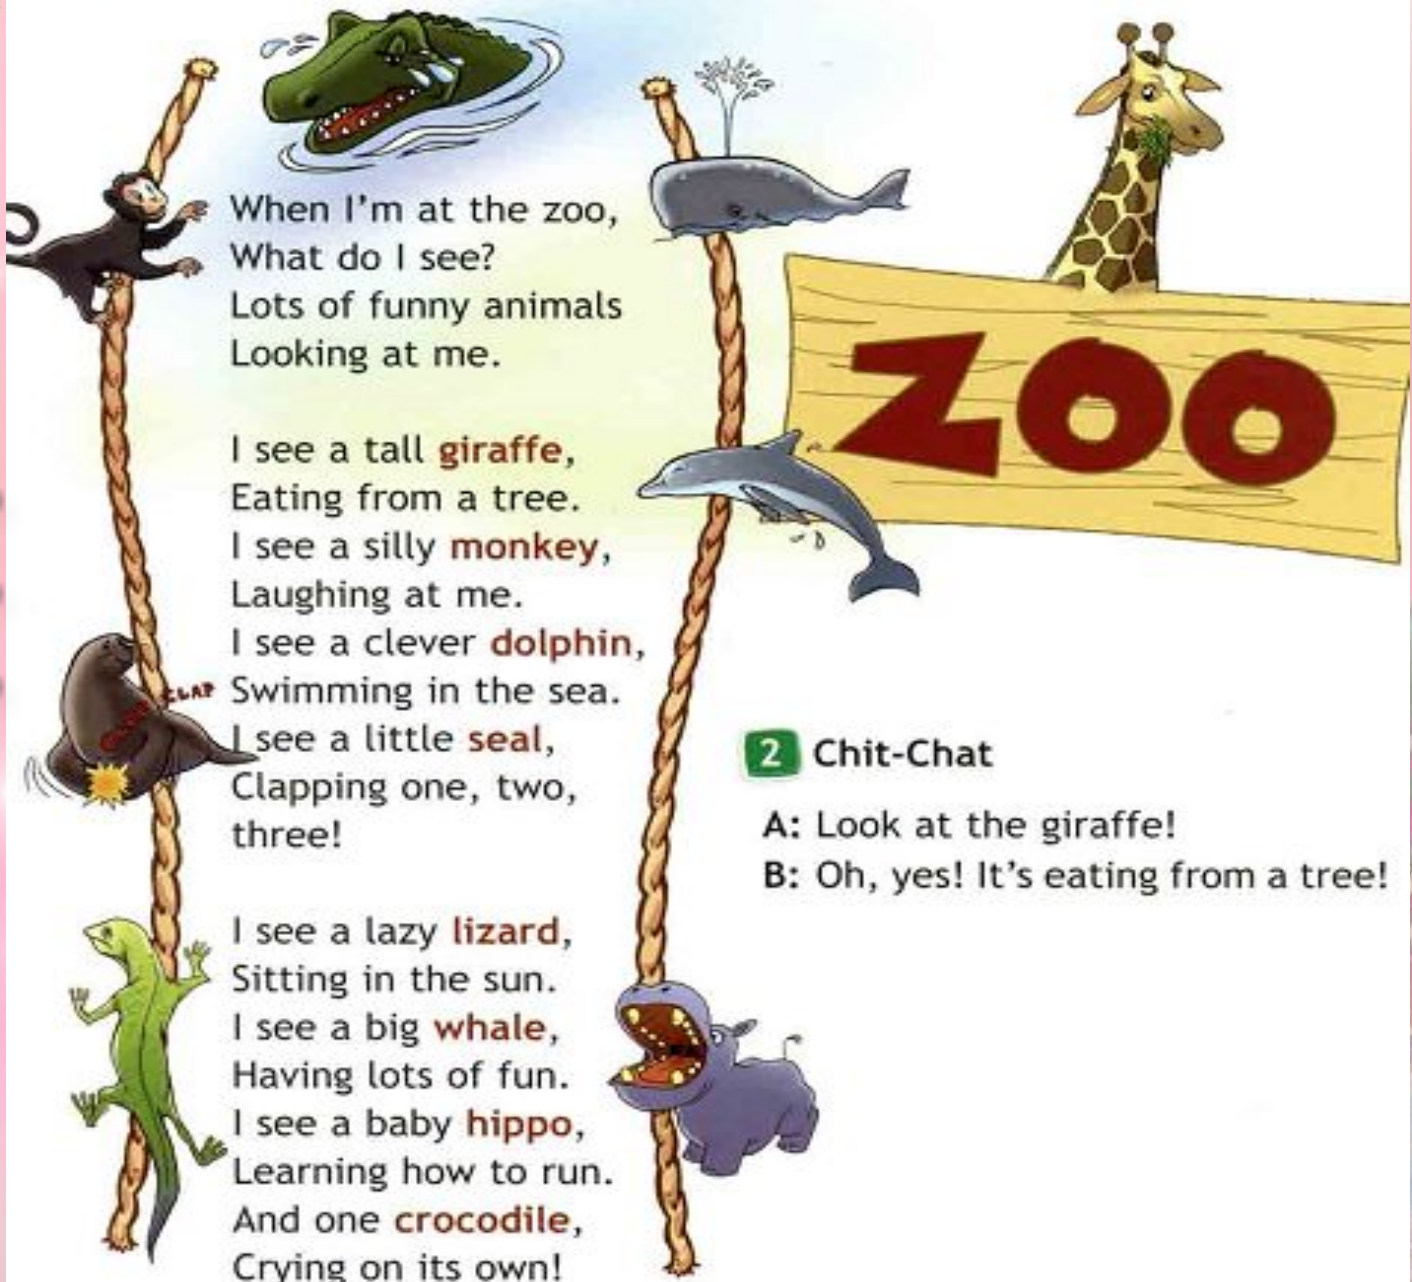 When I'm at the zoo,
What do I see?
Lots of funny animals
Looking at me.
I see a tall giraffe,
Eating from a tree.
I see a silly monkey,
Laughing at me.
I see a clever dolphin,
Swimming in the sea.
I see a little seal,
Clapping one, two,
three!
I see a lazy lizard,
Sitting in the sun.
I see a big whale,
Having lots of fun.
I see a baby hippo,
Learning how to run.
And one crocodile,
Crying on its own!
CLAP
ZOO
2 Chit-Chat
A: Look at the giraffe!
B: Oh, yes! It's eating from a tree!